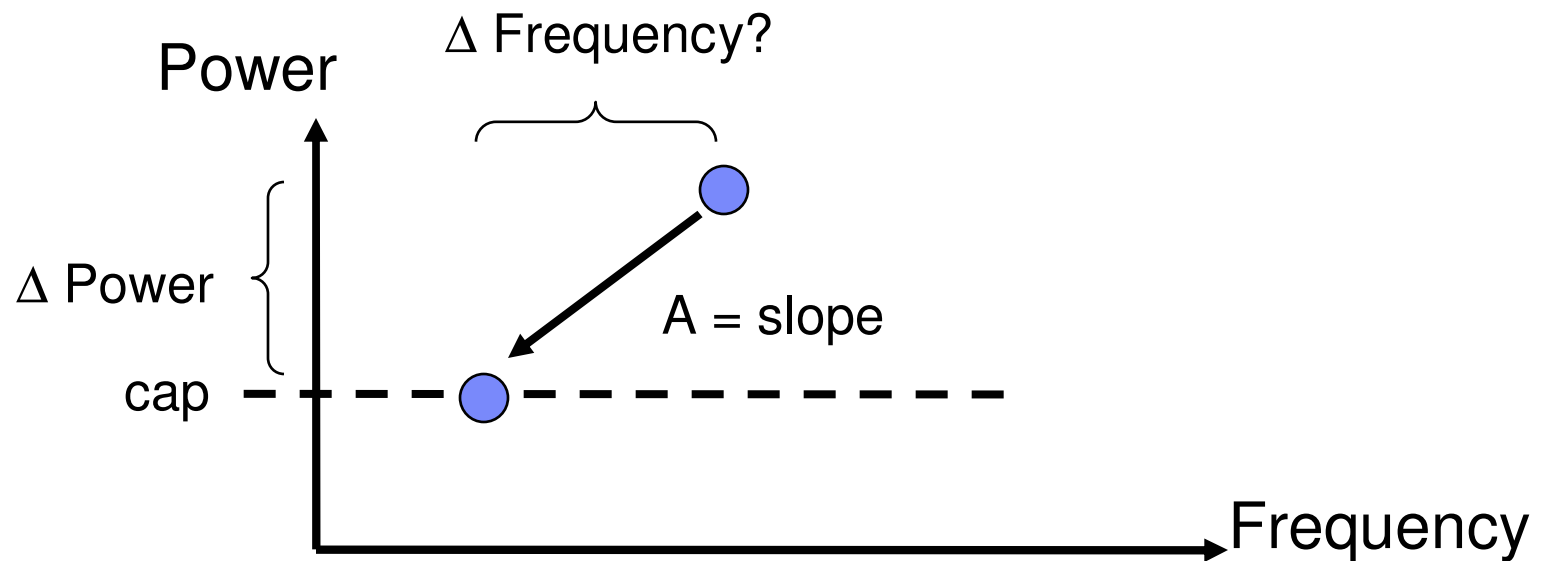 Δ Frequency?
Power
Δ Power
A = slope
cap
Frequency